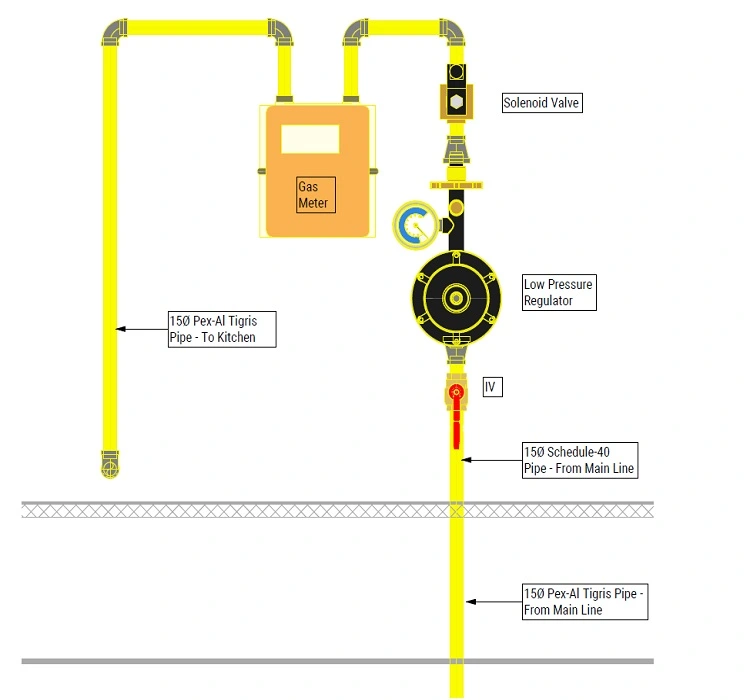 Solenoid Valve
Gas
Meter
Low Pressure
Regulator
15Ø Pex-Al Tigris
Pipe - To Kitchen
IV
15Ø Schedule-40
Pipe - From Main Line
15Ø Pex-Al Tigris Pipe -
From Main Line